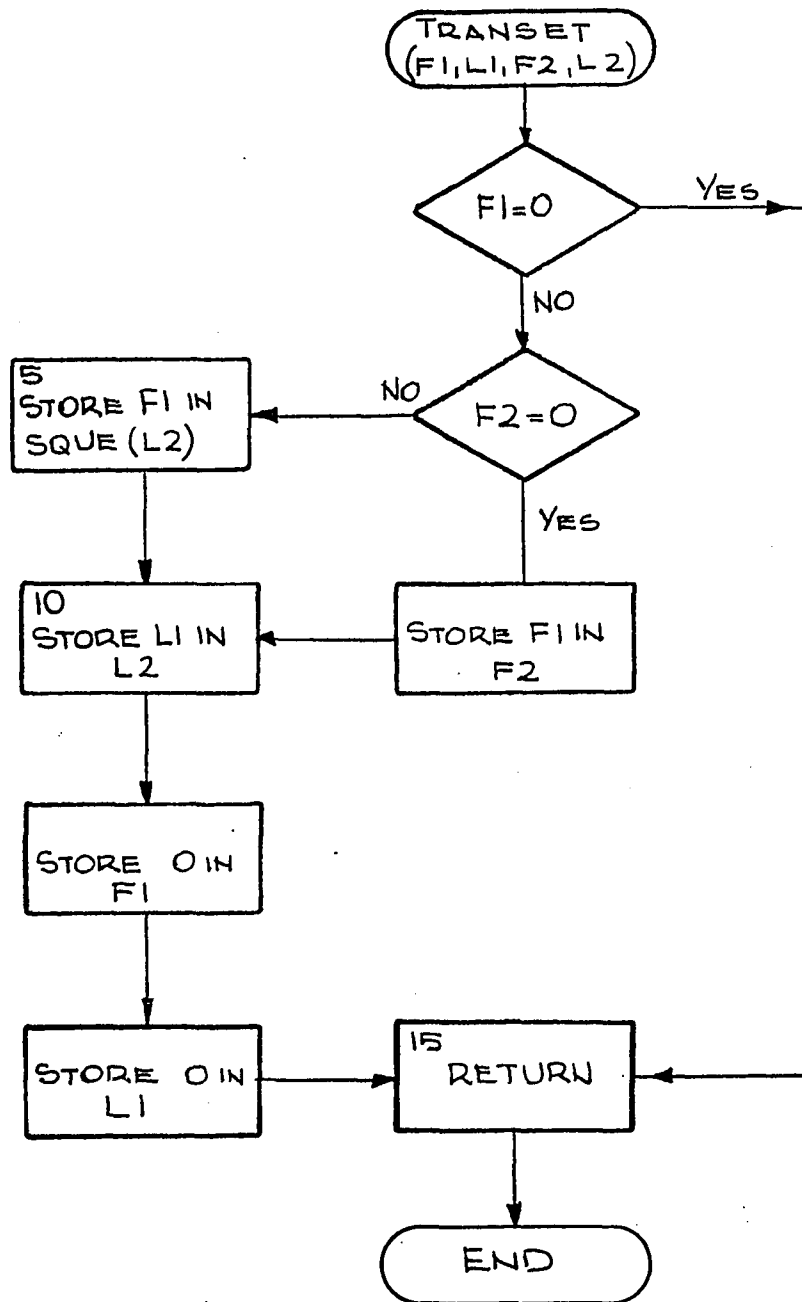 TRANSET
(F1, L1, F2, L2)
F1=0
YES
NO
F2=0
NO
YES
5
STORE F1 IN
SQUE (L2)
10
STORE L1 IN
L2
STORE F1 IN
F2
STORE 0 IN
F1
STORE 0 IN
L1
15
RETURN
END